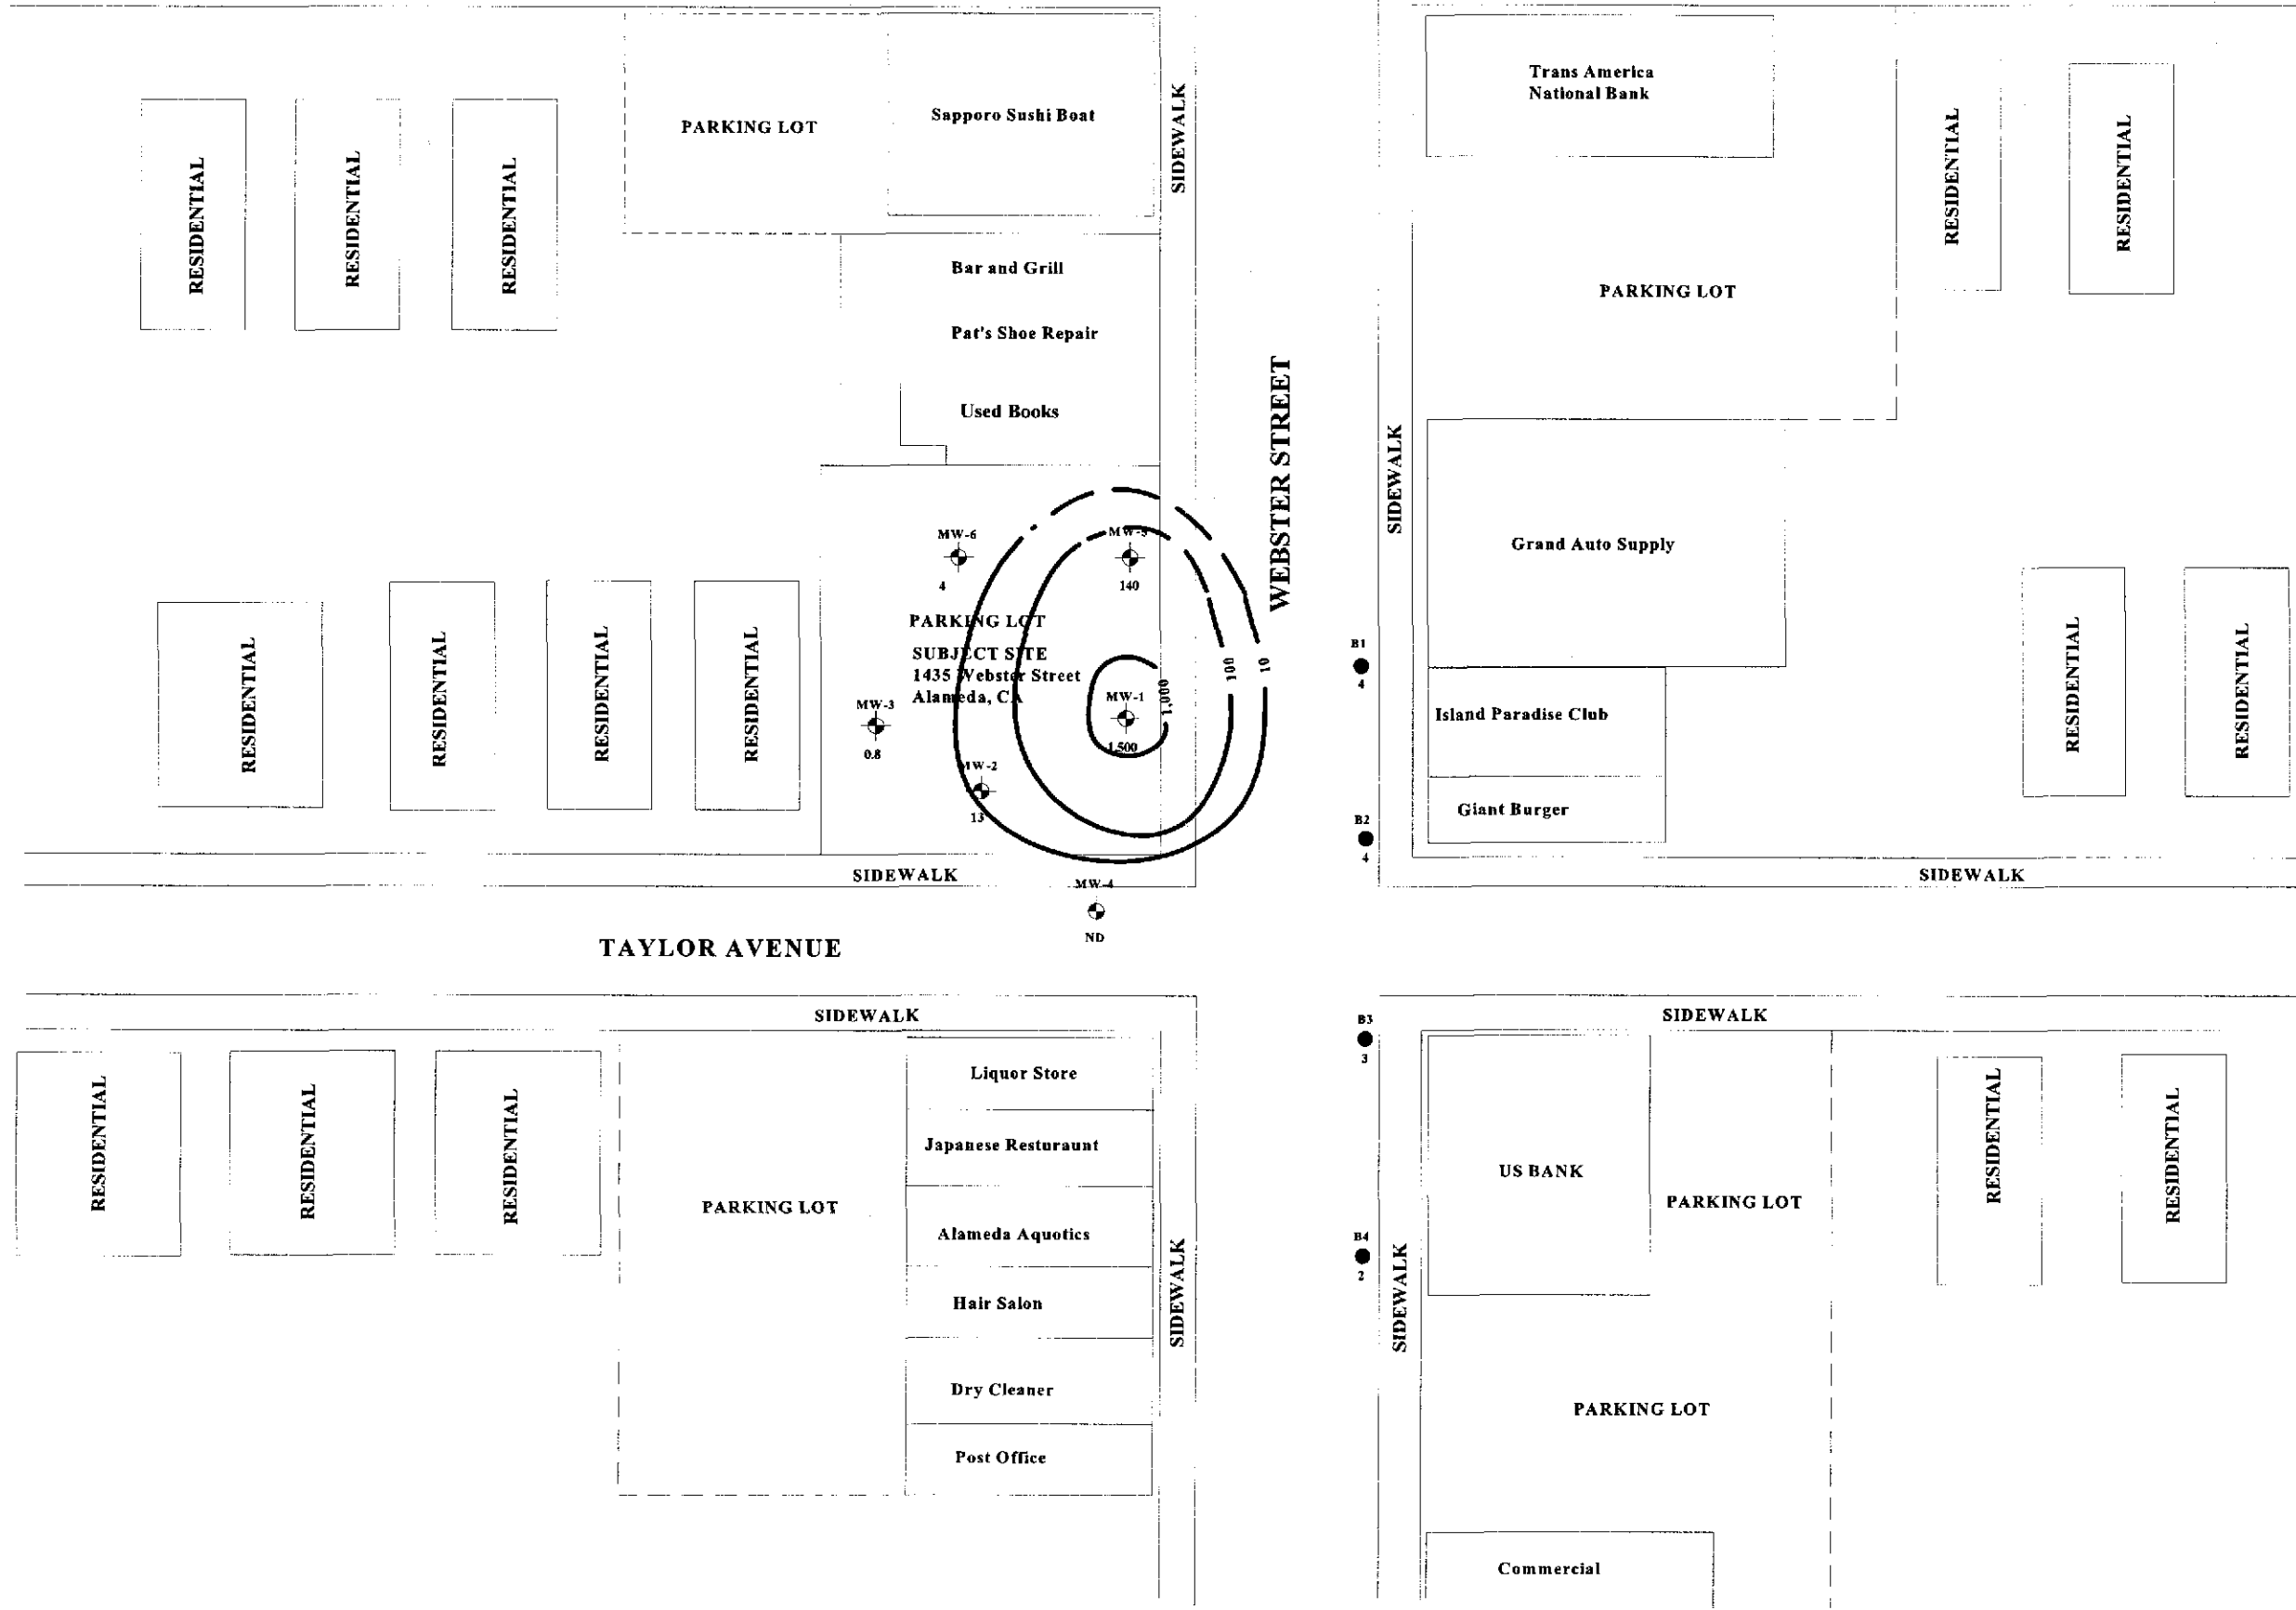 Trans America
National Bank
Sapporo Sushi Boat
PARKING LOT
SIDEWALK
RESIDENTIAL
RESIDENTIAL
RESIDENTIAL
RESIDENTIAL
RESIDENTIAL
Bar and Grill
PARKING LOT
Pat's Shoe Repair
Used Books
WEBSTER STREET
SIDEWALK
MW-6
4
MW-5
140
Grand Auto Supply
PARKING LOT
SUBJECT SITE
1435 Webster Street
Alameda, CA
100
10
1,000
MW-1
1,500
MW-3
0.8
MW-2
13
B1
4
RESIDENTIAL
RESIDENTIAL
RESIDENTIAL
RESIDENTIAL
RESIDENTIAL
RESIDENTIAL
Island Paradise Club
Giant Burger
B2
4
SIDEWALK
SIDEWALK
MW-4
ND
TAYLOR AVENUE
SIDEWALK
SIDEWALK
B3
3
Liquor Store
Japanese Resturaunt
RESIDENTIAL
RESIDENTIAL
RESIDENTIAL
US BANK
RESIDENTIAL
RESIDENTIAL
PARKING LOT
PARKING LOT
Alameda Aquotics
B4
2
Hair Salon
SIDEWALK
SIDEWALK
Dry Cleaner
PARKING LOT
Post Office
Commercial